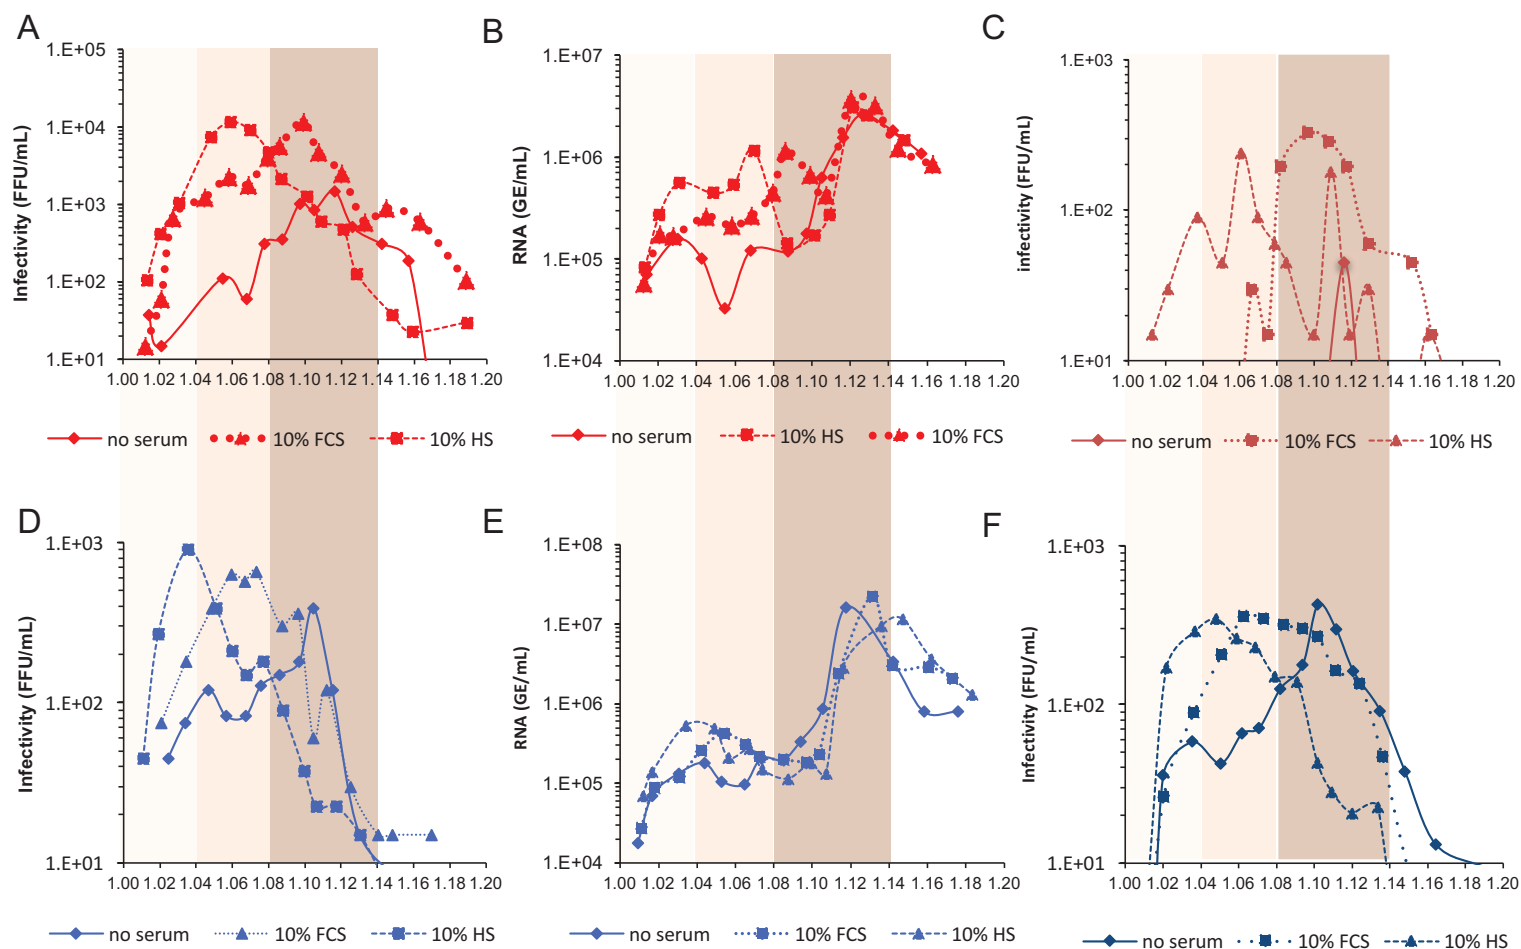 A
1.E+05
1.E+04
1.E+03
1.E+02
1.E+01
Infectivity (FFU/mL)
1.00 1.02 1.04 1.06 1.08 1.10 1.12 1.14 1.16 1.18 1.20
no serum 10% FCS 10% HS
B
1.E+07
1.E+06
1.E+05
1.E+04
RNA (GE/mL)
1.00 1.02 1.04 1.06 1.08 1.10 1.12 1.14 1.16 1.18 1.20
no serum 10% HS 10% FCS
C
1.E+03
1.E+02
1.E+01
infectivity (FFU/mL)
1.00 1.02 1.04 1.06 1.08 1.10 1.12 1.14 1.16 1.18 1.20
no serum 10% FCS 10% HS
D
1.E+03
1.E+02
1.E+01
Infectivity (FFU/mL)
1.00 1.02 1.04 1.06 1.08 1.10 1.12 1.14 1.16 1.18 1.20
no serum 10% FCS 10% HS
E
1.E+08
1.E+07
1.E+06
1.E+05
1.E+04
RNA (GE/mL)
1.00 1.02 1.04 1.06 1.08 1.10 1.12 1.14 1.16 1.18 1.20
no serum 10% FCS 10% HS
F
1.E+03
1.E+02
1.E+01
Infectivity (FFU/mL)
1.00 1.02 1.04 1.06 1.08 1.10 1.12 1.14 1.16 1.18 1.20
no serum 10% FCS 10% HS